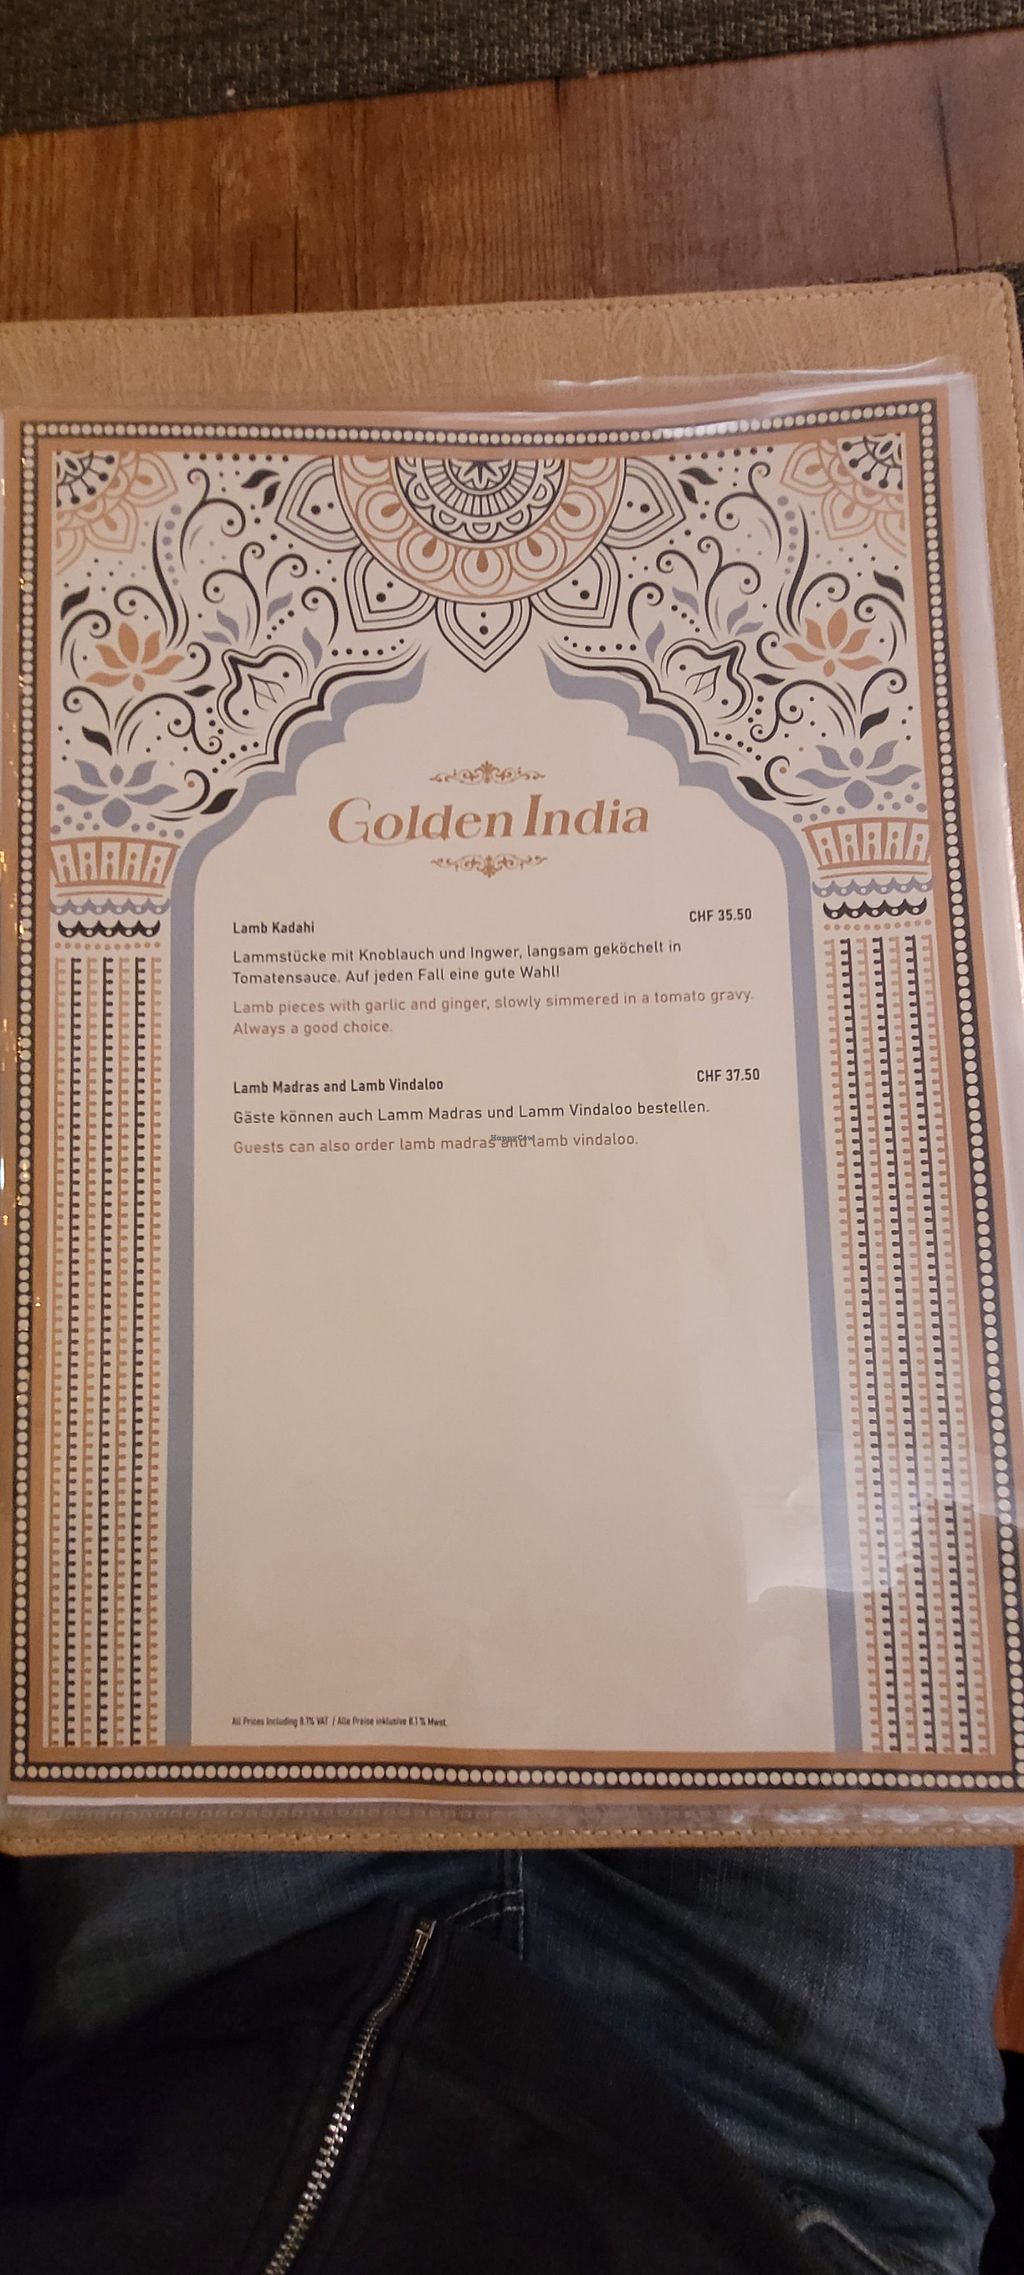 Golden India
Lamb Kadahi CHF 35.50
Lammstücke mit Knoblauch und Ingwer, langsam geköchelt in
Tomatensauce. Auf jeden Fall eine gute Wahl!
Lamb pieces with garlic and ginger, slowly simmered in a tomato gravy.
Always a good choice.
Lamb Madras and Lamb Vindaloo CHF 37.50
Gäste können auch Lamm Madras und Lamm Vindaloo bestellen.
Guests can also order lamb madras and lamb vindaloo.
HappyCow
All Prices Including 8.1% VAT / Alle Preise inklusive 8.1 % Mwst.